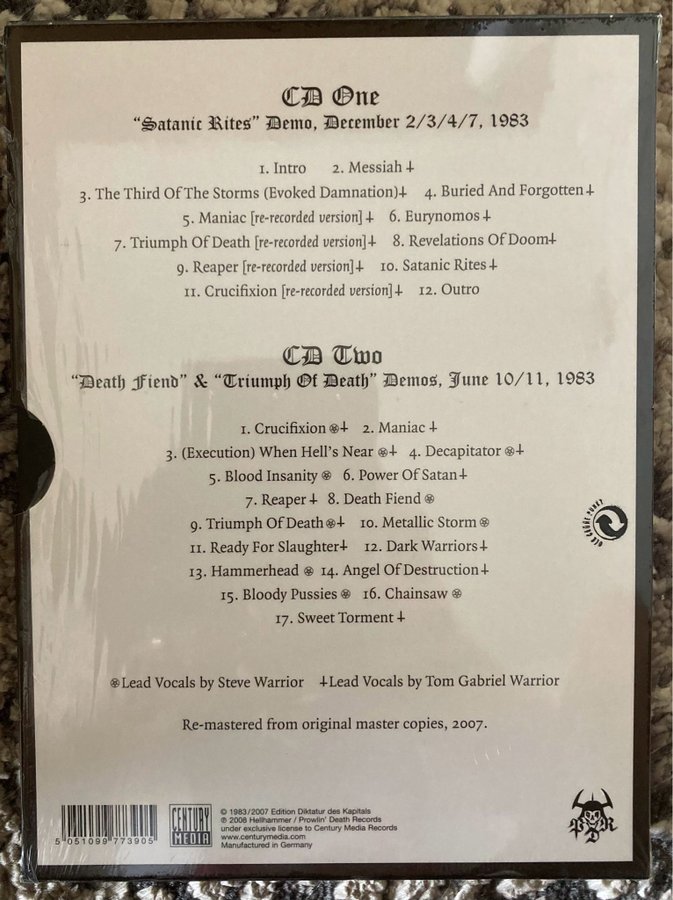 CD One
“Satanic Rites” Demo, December 2/3/4/7, 1983
1. Intro 2. Messiah ⸸
3. The Third Of The Storms (Evoked Damnation)⸸ 4. Buried And Forgotten⸸
5. Maniac [re-recorded version]⸸ 6. Eurynomos⸸
7. Triumph Of Death [re-recorded version]⸸ 8. Revelations Of Doom⸸
9. Reaper [re-recorded version]⸸ 10. Satanic Rites⸸
11. Crucifixion [re-recorded version]⸸ 12. Outro
CD Two
“Death Fiend” & “Triumph Of Death” Demos, June 10/11, 1983
1. Crucifixion ⛧⸸ 2. Maniac ⸸
3. (Execution) When Hell's Near ⛧⸸ 4. Decapitator ⛧⸸
5. Blood Insanity ⛧ 6. Power Of Satan⸸
7. Reaper⸸ 8. Death Fiend ⛧
9. Triumph Of Death⛧⸸ 10. Metallic Storm⛧
11. Ready For Slaughter⸸ 12. Dark Warriors⸸
13. Hammerhead ⛧ 14. Angel Of Destruction⸸
15. Bloody Pussies ⛧ 16. Chainsaw ⛧
17. Sweet Torment ⸸
⛧Lead Vocals by Steve Warrior ⸸Lead Vocals by Tom Gabriel Warrior
Re-mastered from original master copies, 2007.
DER GRÜNE PUNKT
5 051099 773905
CENTURY
MEDIA
© 1983/2007 Edition Diktatur des Kapitals
℗ 2008 Hellhammer / Prowlin' Death Records
under exclusive license to Century Media Records
www.centurymedia.com
Manufactured in Germany
P D R